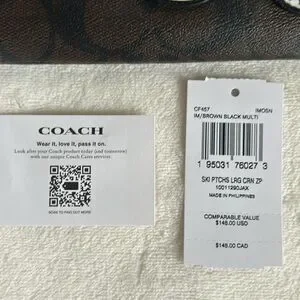 COACH
Wear it, love it, pass it on.
Look after your Coach product today (and tomorrow)
with our unique Coach Care services.
SCAN TO FIND OUT MORE
CF457 IMOSN
IM/BROWN BLACK MULTI
1 95031 76027 3
SKI PTCHS LRG CRN ZP
10011290JAX
MADE IN PHILIPPINES
COMPARABLE VALUE
$148.00 USD
$148.00 CAD